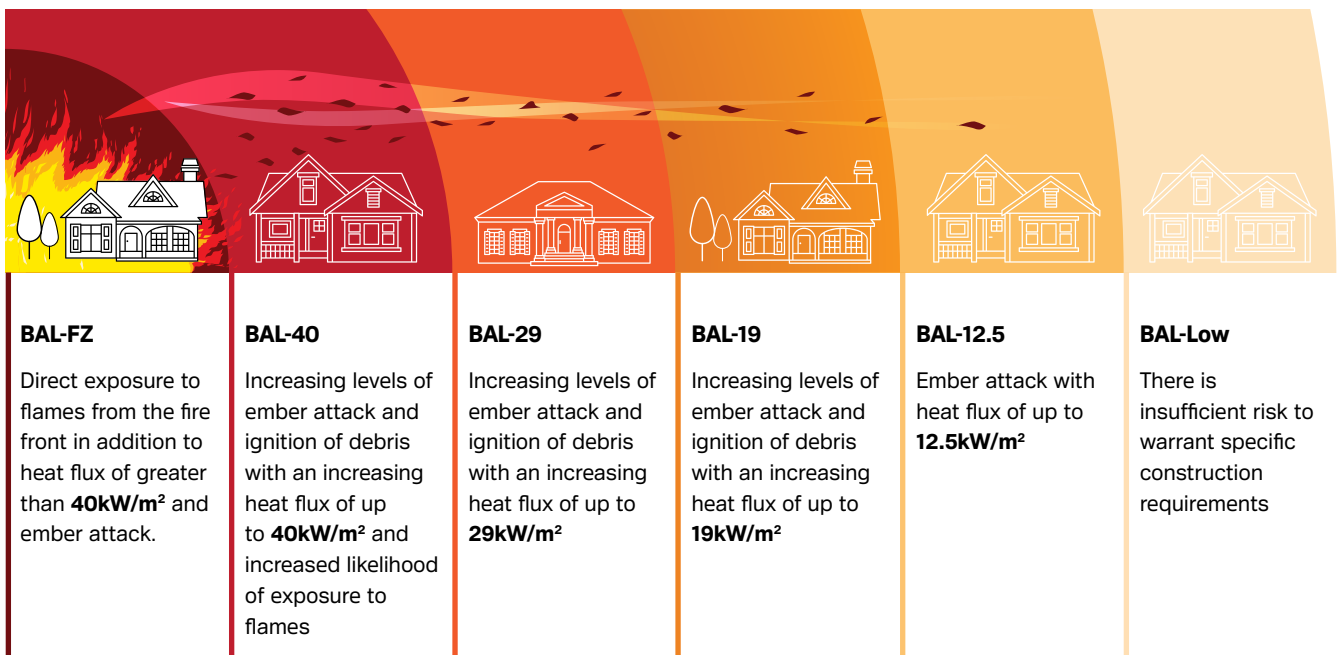 BAL-FZ
Direct exposure to
flames from the fire
front in addition to
heat flux of greater
than 40kW/m² and
ember attack.
BAL-40
Increasing levels of
ember attack and
ignition of debris
with an increasing
heat flux of up
to 40kW/m² and
increased likelihood
of exposure to
flames
BAL-29
Increasing levels of
ember attack and
ignition of debris
with an increasing
heat flux of up to
29kW/m²
BAL-19
Increasing levels of
ember attack and
ignition of debris
with an increasing
heat flux of up to
19kW/m²
BAL-12.5
Ember attack with
heat flux of up to
12.5kW/m²
BAL-Low
There is
insufficient risk to
warrant specific
construction
requirements